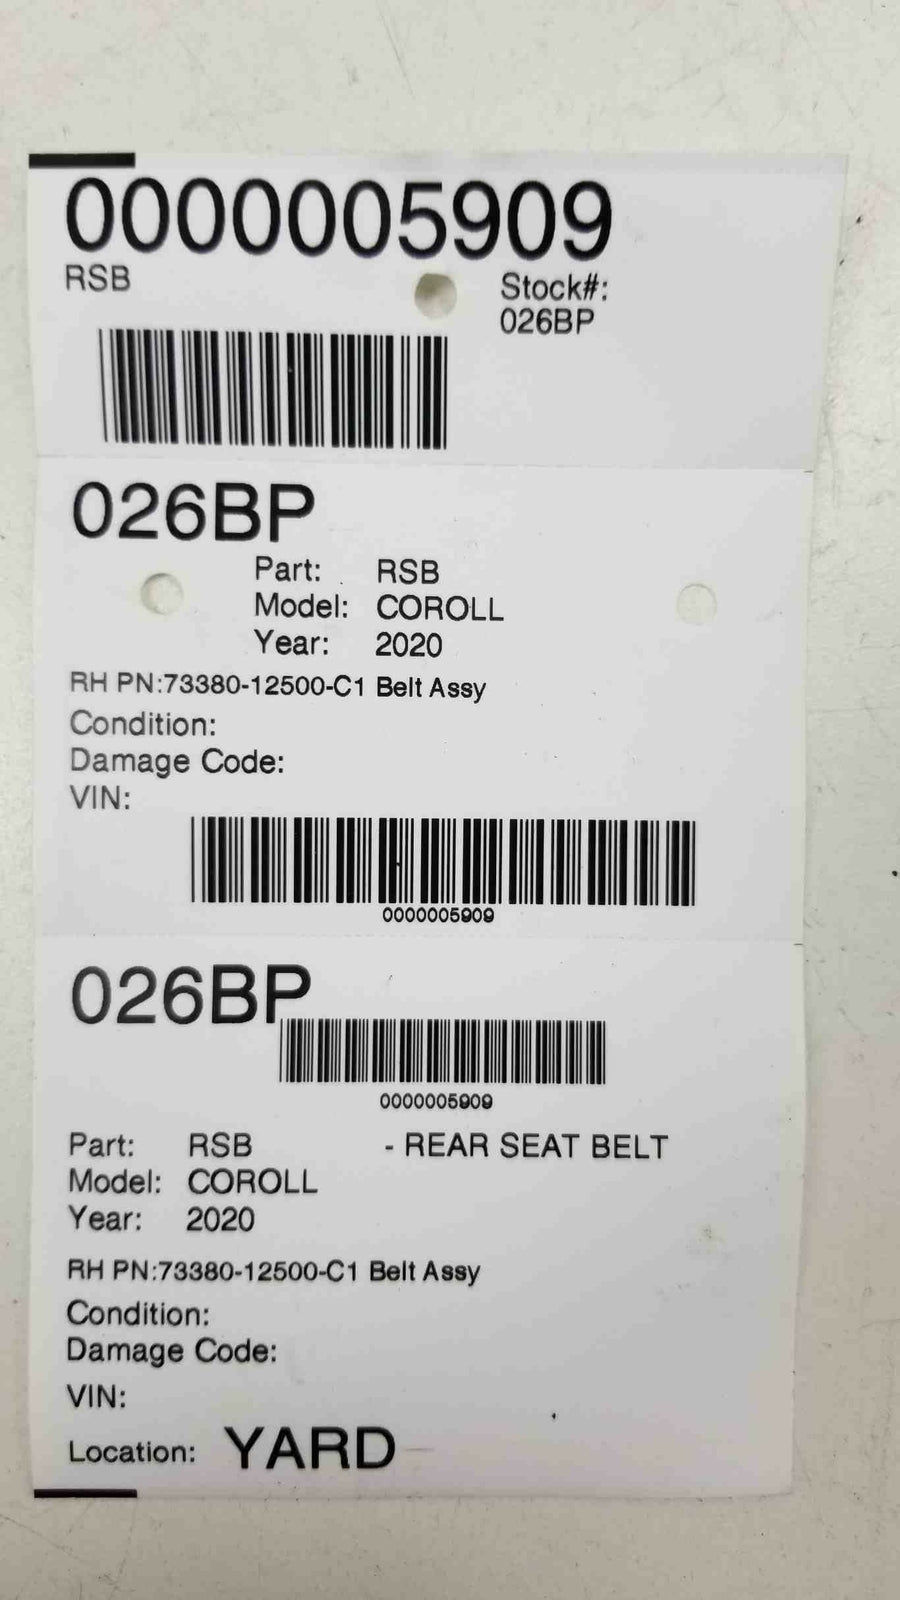 0000005909
RSB
Stock#:
026BP
026BP
Part: RSB
Model: COROLL
Year: 2020
RH PN:73380-12500-C1 Belt Assy
Condition:
Damage Code:
VIN:
0000005909
026BP
0000005909
Part: RSB - REAR SEAT BELT
Model: COROLL
Year: 2020
RH PN:73380-12500-C1 Belt Assy
Condition:
Damage Code:
VIN:
Location: YARD